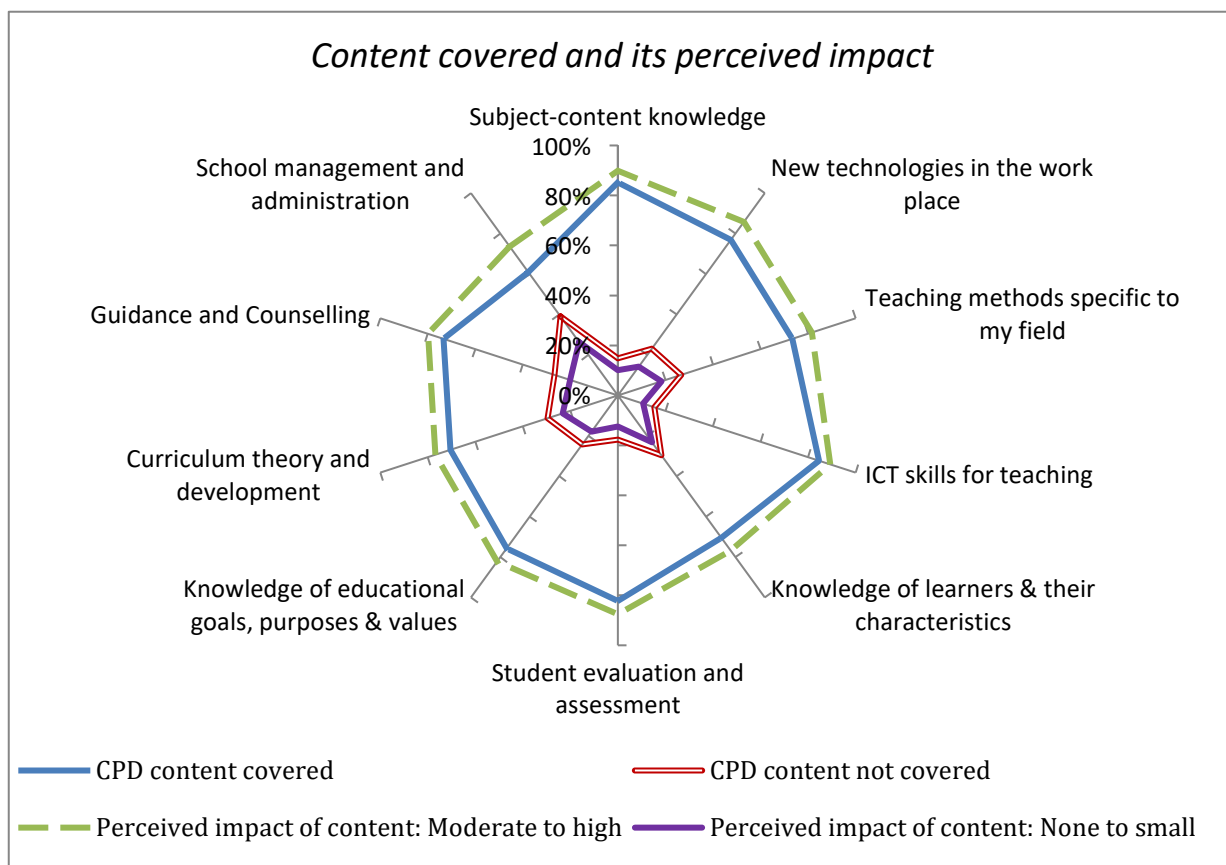 Content covered and its perceived impact
Subject-content knowledge
100%
80%
60%
40%
20%
0%
New technologies in the work
place
Teaching methods specific to
my field
ICT skills for teaching
Knowledge of learners & their
characteristics
Student evaluation and
assessment
Knowledge of educational
goals, purposes & values
Curriculum theory and
development
Guidance and Counselling
School management and
administration
CPD content covered
CPD content not covered
Perceived impact of content: Moderate to high
Perceived impact of content: None to small